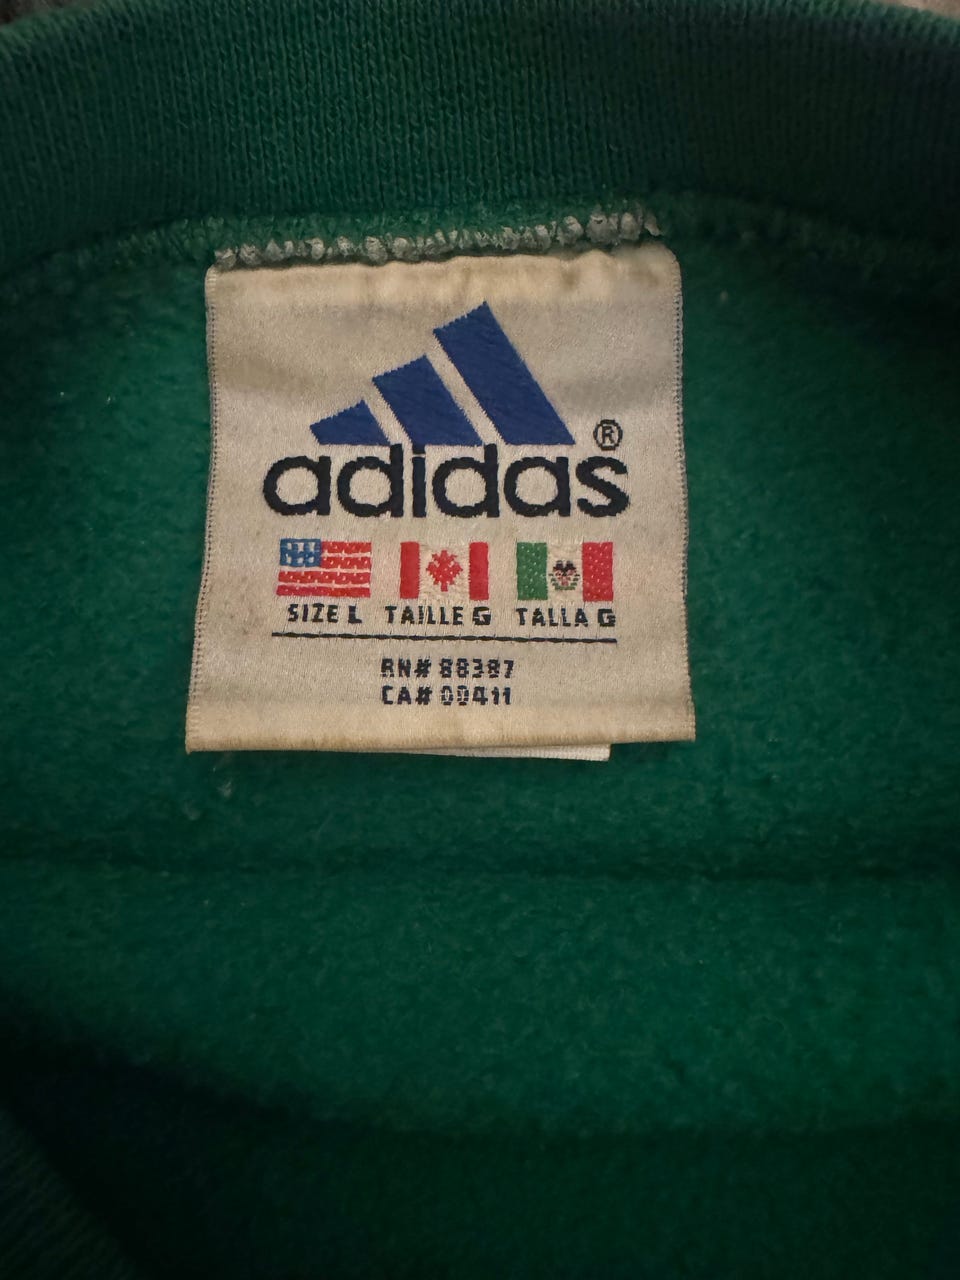 adidas®
SIZE L TAILLE G TALLA G
RN# 88387
CA# 00411